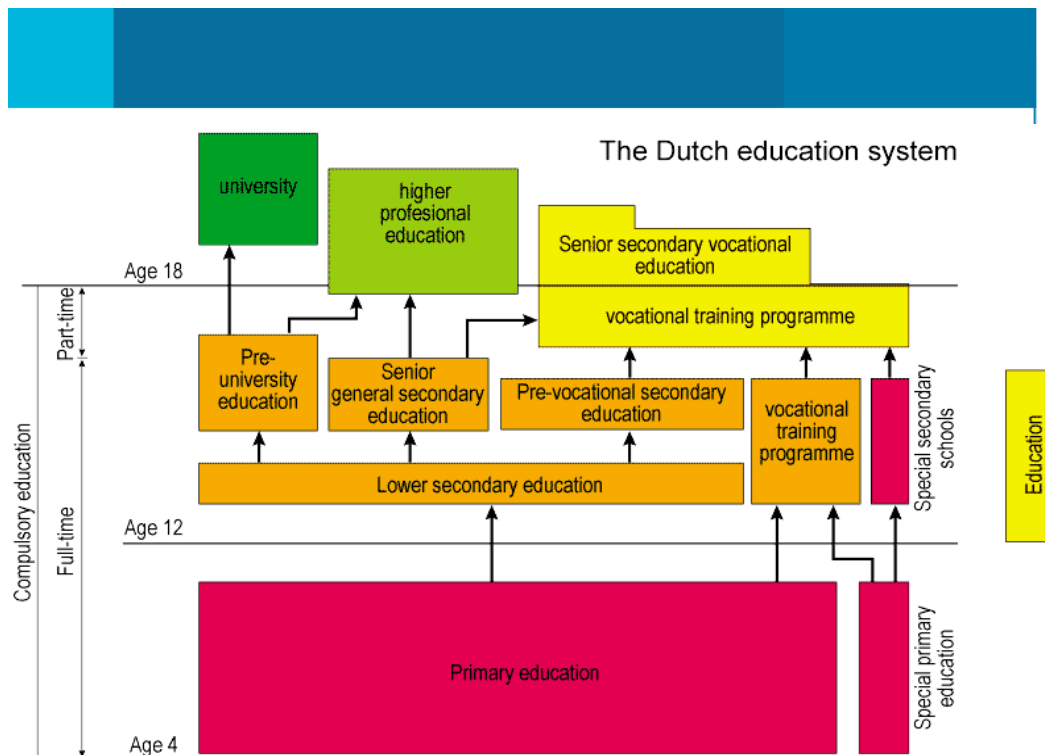 The Dutch education system
university
higher
profesional
education
Senior secondary vocational
education
Age 18
vocational training programme
Part-time
Pre-
university
education
Senior
general secondary
education
Pre-vocational secondary
education
vocational
training
programme
Special secondary
schools
Education
Lower secondary education
Compulsory education
Full-time
Age 12
Primary education
Special primary
education
Age 4